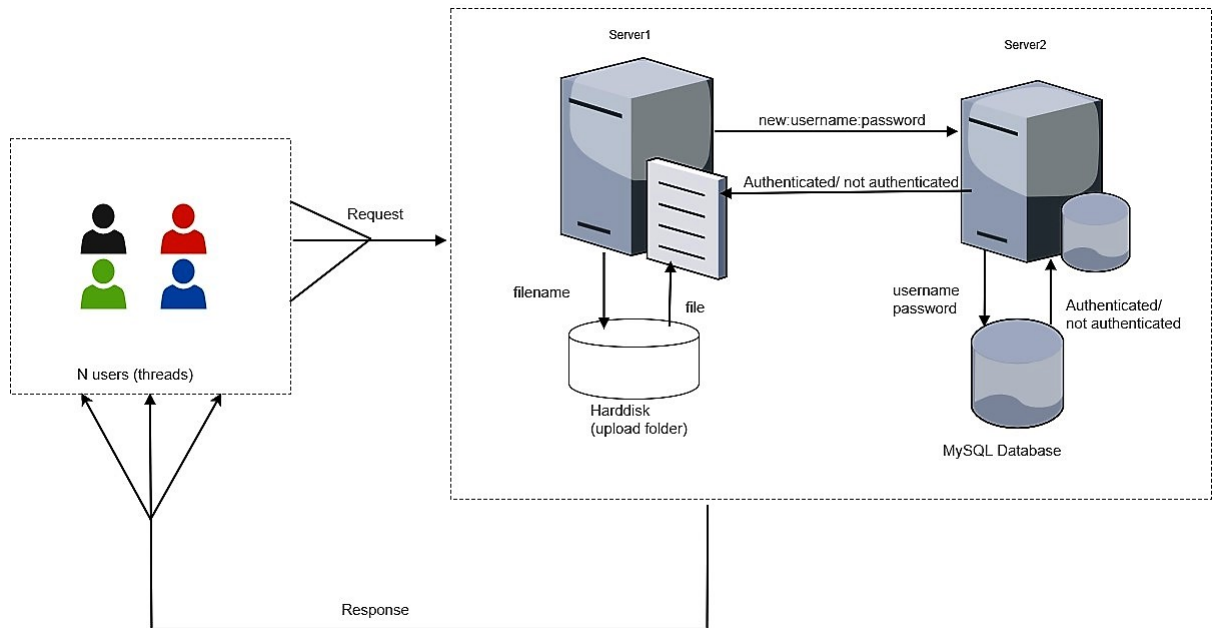 Server1
Server2
new:username:password
Authenticated/ not authenticated
Request
filename
file
username
password
Authenticated/
not authenticated
N users (threads)
Harddisk
(upload folder)
MySQL Database
Response